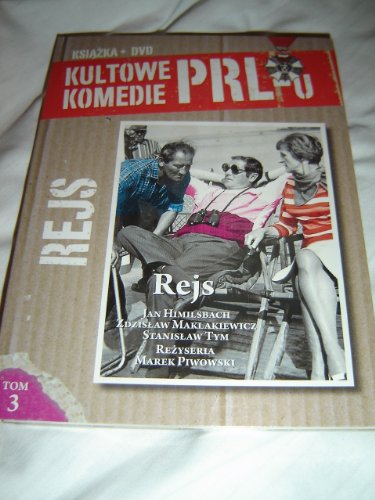 KSIĄŻKA + DVD
KULTOWE
KOMEDIE
PRL-U
REJS
Rejs
JAN HIMILSBACH
ZDZISŁAW MAKLAKIEWICZ
STANISŁAW TYM
REŻYSERIA
MAREK PIWOWSKI
TOM
3